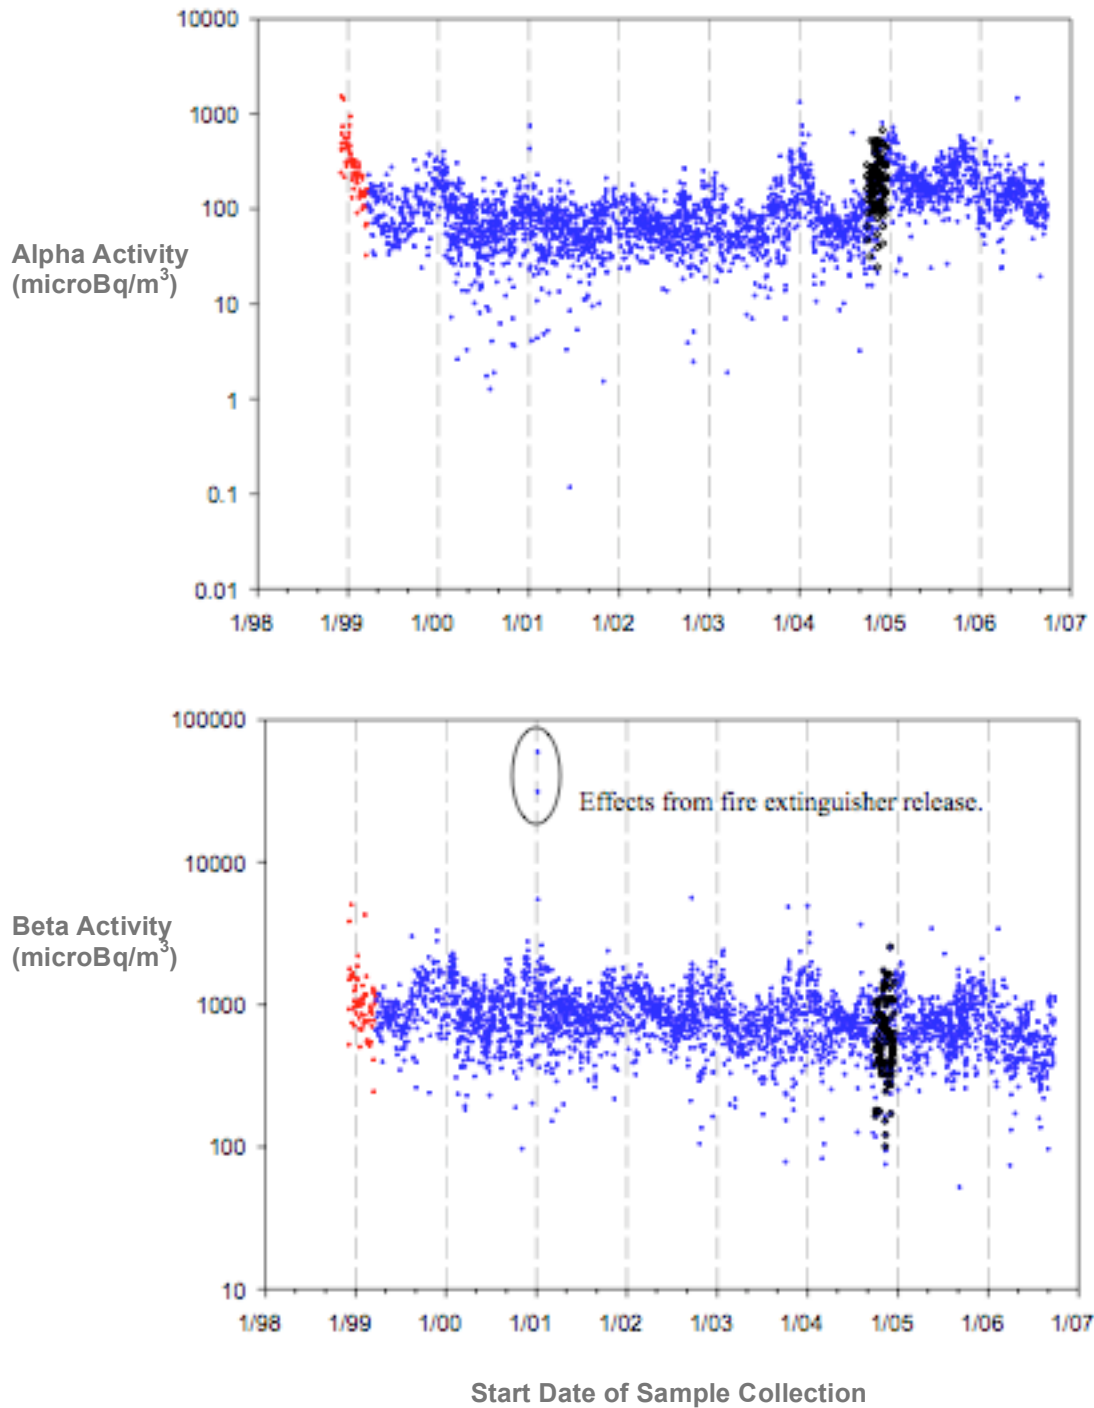 10000
1000
100
10
1
0.1
0.01
Alpha Activity
(microBq/m³)
1/98 1/99 1/00 1/01 1/02 1/03 1/04 1/05 1/06 1/07
100000
10000
1000
100
10
Effects from fire extinguisher release.
Beta Activity
(microBq/m³)
1/98 1/99 1/00 1/01 1/02 1/03 1/04 1/05 1/06 1/07
Start Date of Sample Collection